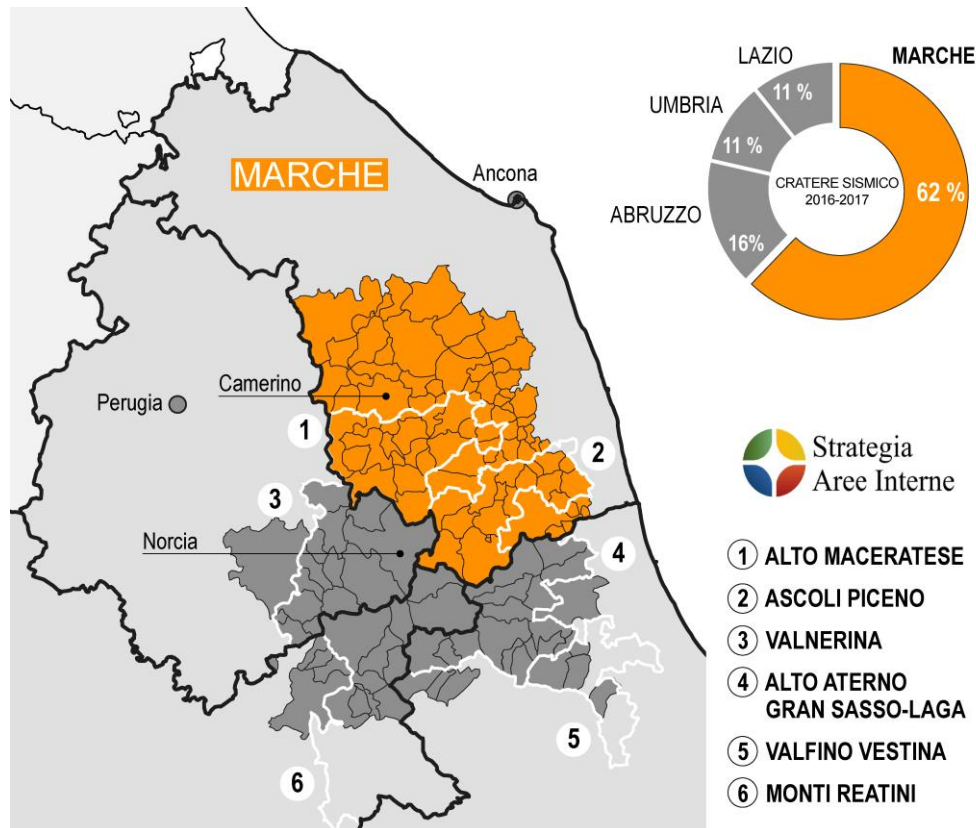 MARCHE
Ancona
Camerino
Perugia
Norcia
1
2
3
4
5
6
LAZIO
MARCHE
UMBRIA
ABRUZZO
11 %
11 %
16%
62 %
CRATERE SISMICO
2016-2017
Strategia
Aree Interne
1 ALTO MACERATESE
2 ASCOLI PICENO
3 VALNERINA
4 ALTO ATERNO
GRAN SASSO-LAGA
5 VALFINO VESTINA
6 MONTI REATINI